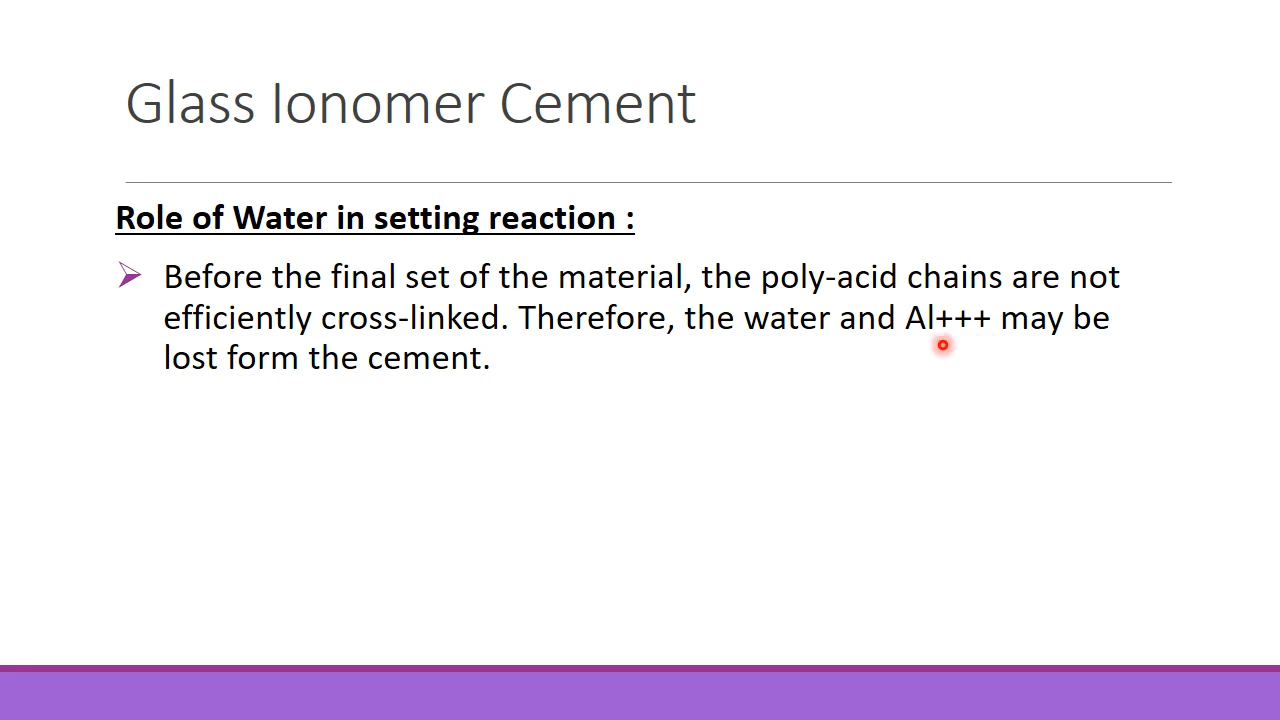 Glass Ionomer Cement
Role of Water in setting reaction :
Before the final set of the material, the poly-acid chains are not
efficiently cross-linked. Therefore, the water and Al+++ may be
lost form the cement.